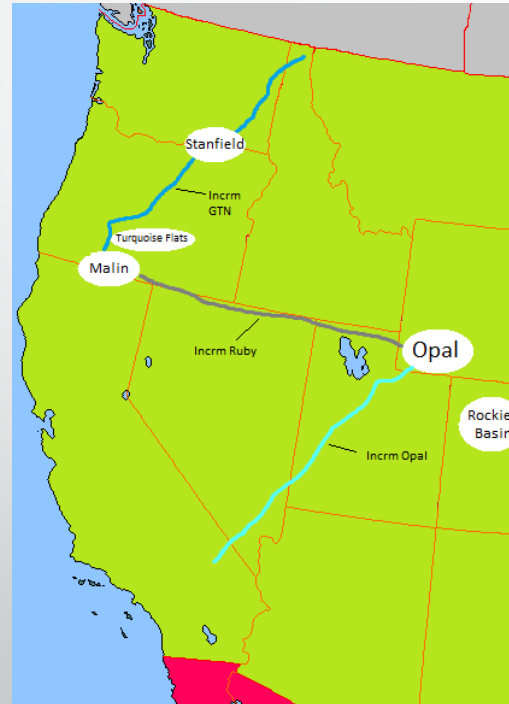 Stanfield
Incrm
GTN
Turquoise Flats
Malin
Incrm Ruby
Opal
Rockie
Basin
Incrm Opal